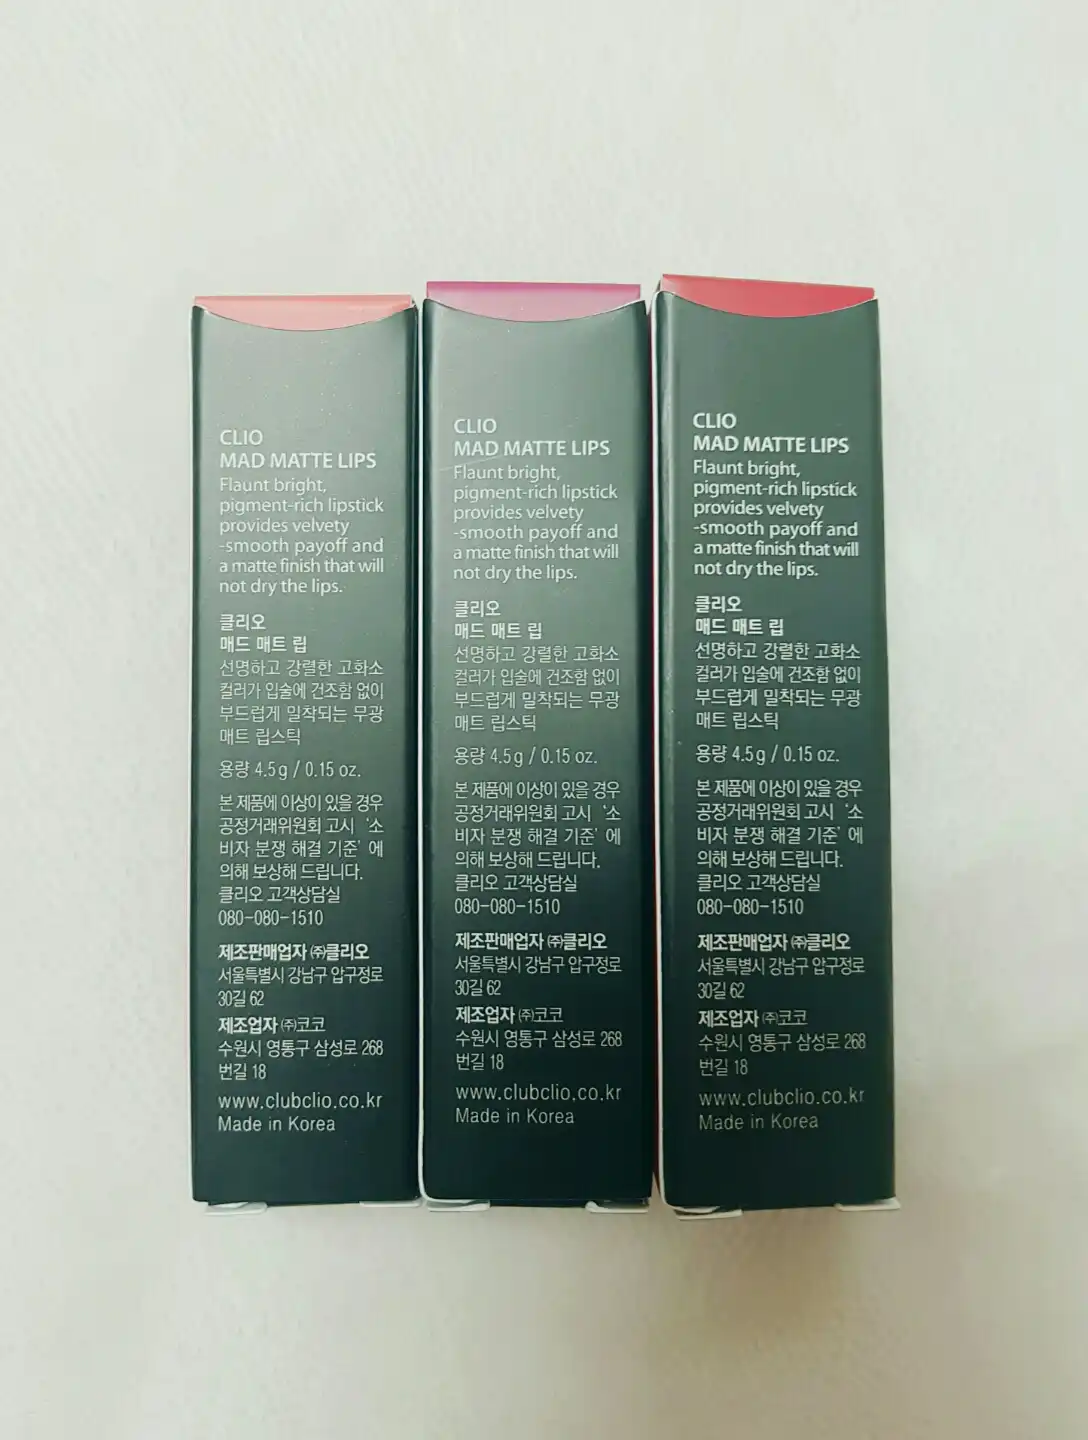 CLIO
MAD MATTE LIPS
Flaunt bright,
pigment-rich lipstick
provides velvety
-smooth payoff and
a matte finish that will
not dry the lips.
클리오
매드 매트 립
선명하고 강렬한 고화소
컬러가 입술에 건조함 없이
부드럽게 밀착되는 무광
매트 립스틱
용량 4.5g / 0.15 oz.
본 제품에 이상이 있을 경우
공정거래위원회 고시 ‘소
비자 분쟁 해결 기준’ 에
의해 보상해 드립니다.
클리오 고객상담실
080-080-1510
제조판매업자 ㈜클리오
서울특별시 강남구 압구정로
30길 62
제조업자 ㈜코코
수원시 영통구 삼성로 268
번길 18
www.clubclio.co.kr
Made in Korea
CLIO
MAD MATTE LIPS
Flaunt bright,
pigment-rich lipstick
provides velvety
-smooth payoff and
a matte finish that will
not dry the lips.
클리오
매드 매트 립
선명하고 강렬한 고화소
컬러가 입술에 건조함 없이
부드럽게 밀착되는 무광
매트 립스틱
용량 4.5g / 0.15 oz.
본 제품에 이상이 있을 경우
공정거래위원회 고시 ‘소
비자 분쟁 해결 기준’ 에
의해 보상해 드립니다.
클리오 고객상담실
080-080-1510
제조판매업자 ㈜클리오
서울특별시 강남구 압구정로
30길 62
제조업자 ㈜코코
수원시 영통구 삼성로 268
번길 18
www.clubclio.co.kr
Made in Korea
CLIO
MAD MATTE LIPS
Flaunt bright,
pigment-rich lipstick
provides velvety
-smooth payoff and
a matte finish that will
not dry the lips.
클리오
매드 매트 립
선명하고 강렬한 고화소
컬러가 입술에 건조함 없이
부드럽게 밀착되는 무광
매트 립스틱
용량 4.5g / 0.15 oz.
본 제품에 이상이 있을 경우
공정거래위원회 고시 ‘소
비자 분쟁 해결 기준’ 에
의해 보상해 드립니다.
클리오 고객상담실
080-080-1510
제조판매업자 ㈜클리오
서울특별시 강남구 압구정로
30길 62
제조업자 ㈜코코
수원시 영통구 삼성로 268
번길 18
www.clubclio.co.kr
Made in Korea